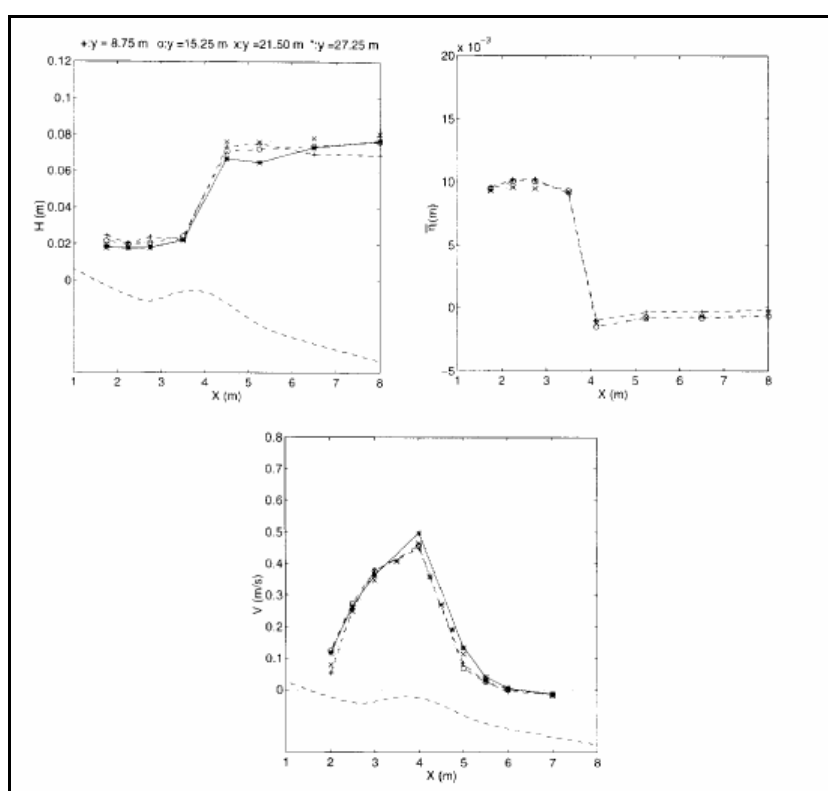 +:y = 8.75 m o:y =15.25 m x:y =21.50 m *:y =27.25 m
0.12
0.1
0.08
0.06
0.04
0.02
0
H (m)
1 2 3 4 5 6 7 8
X (m)
x 10⁻³
20
15
10
5
0
−5
η̅(m)
1 2 3 4 5 6 7 8
X (m)
0.8
0.7
0.6
0.5
0.4
0.3
0.2
0.1
0
V (m/s)
1 2 3 4 5 6 7 8
X (m)